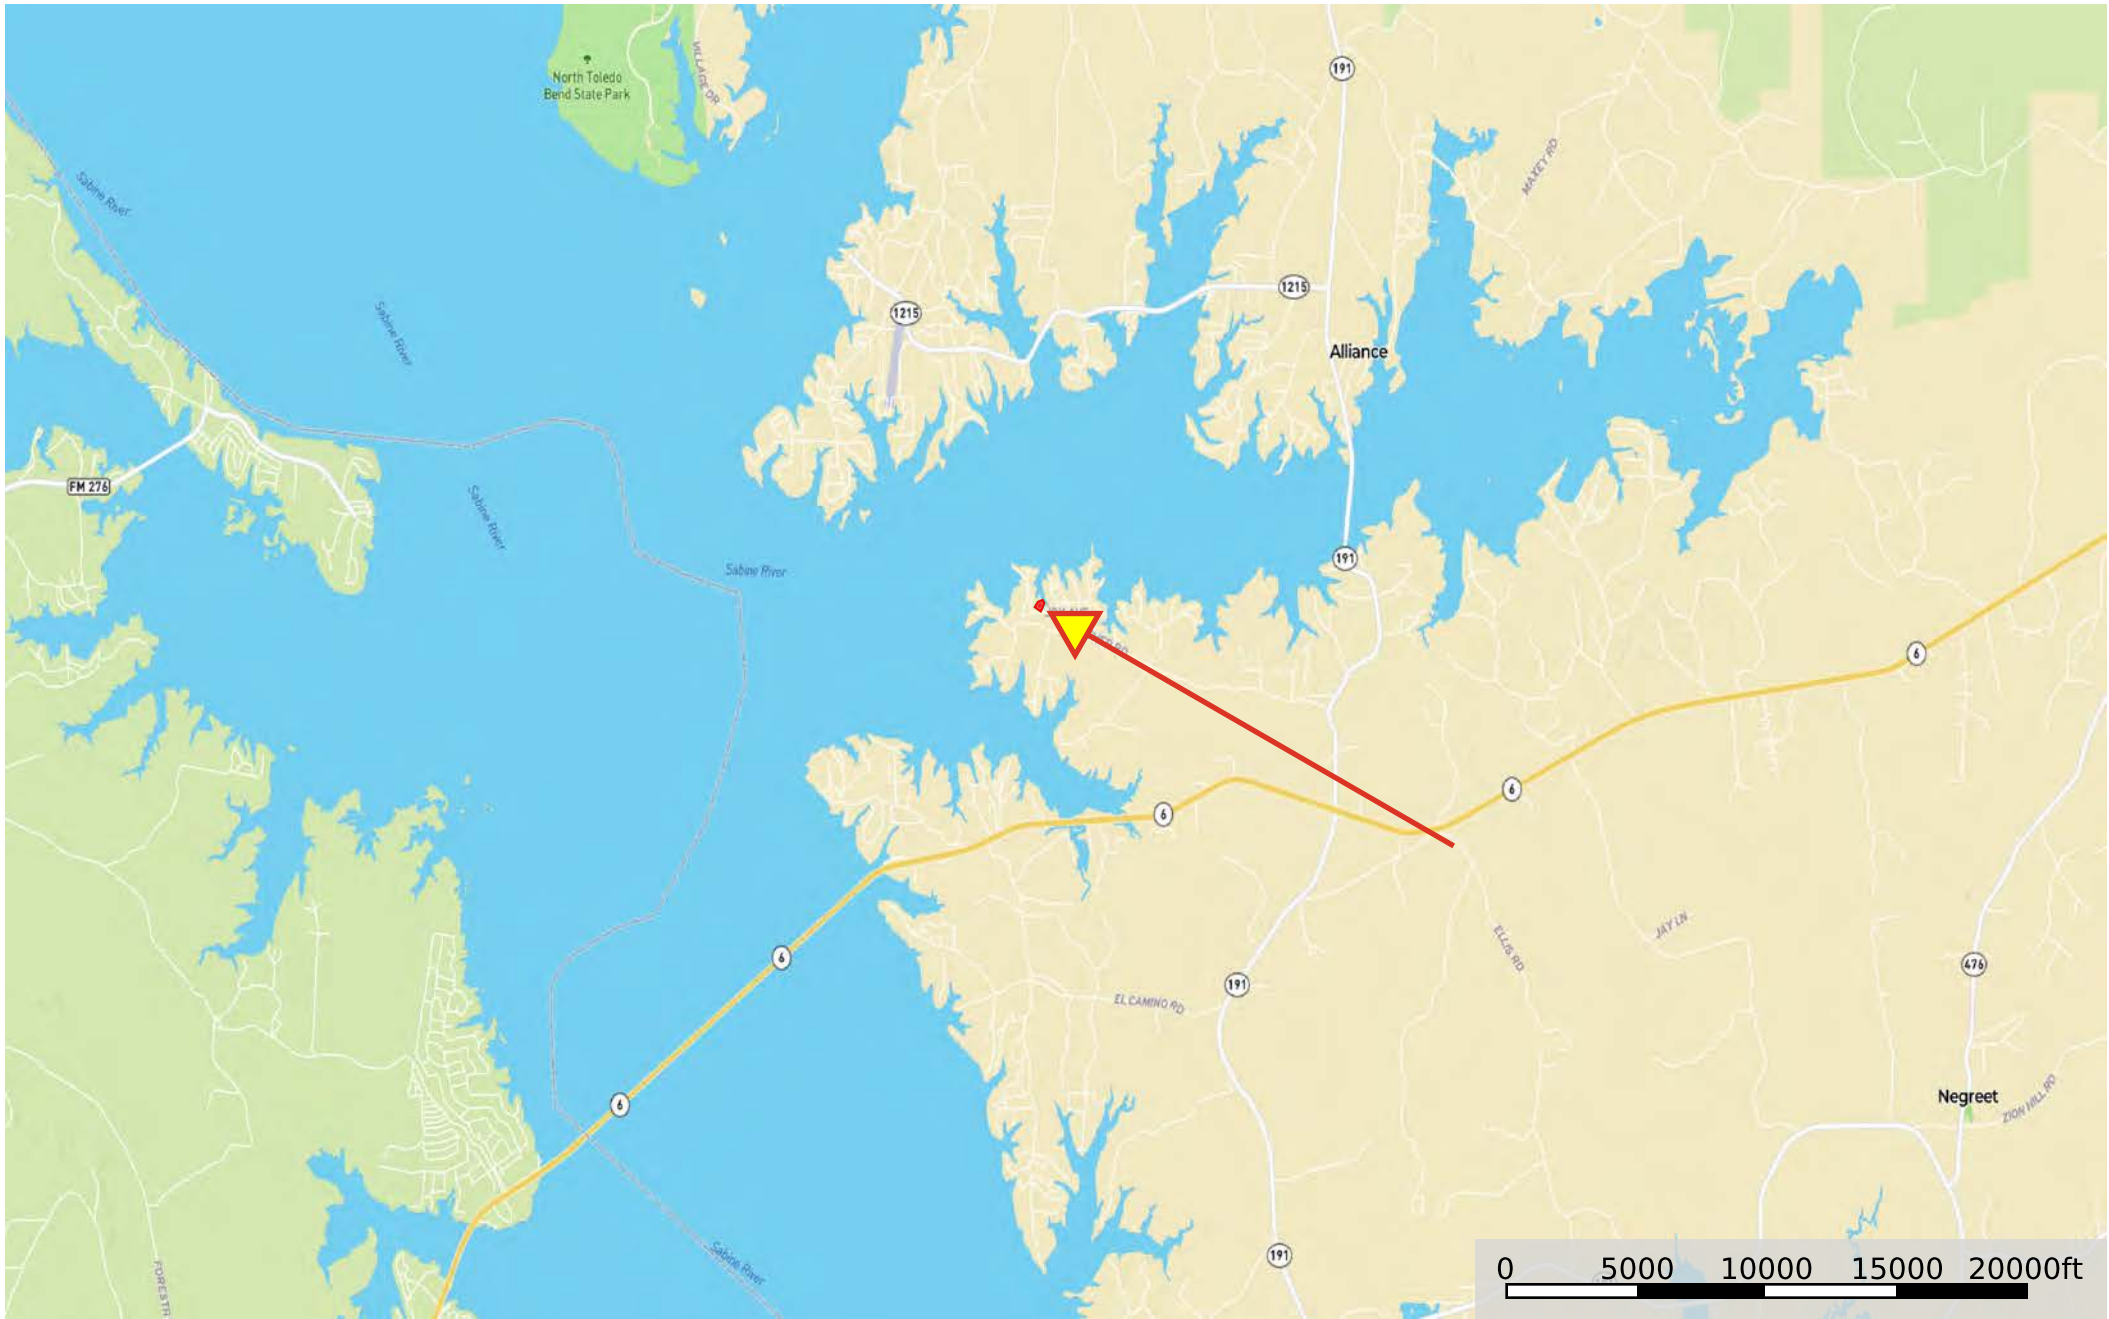 191
North Toledo
Bend State Park
VILLAGE DR
MAXEY RD
Sabine River
Sabine River
1215
1215
Alliance
FM 276
Sabine River
Sabine River
191
6
6
6
ELLIS RD
JAY LN
6
476
191
EL CAMINO RD
6
Negreet
ZION HILL RD
Sabine River
191
0 5000 10000 15000 20000ft